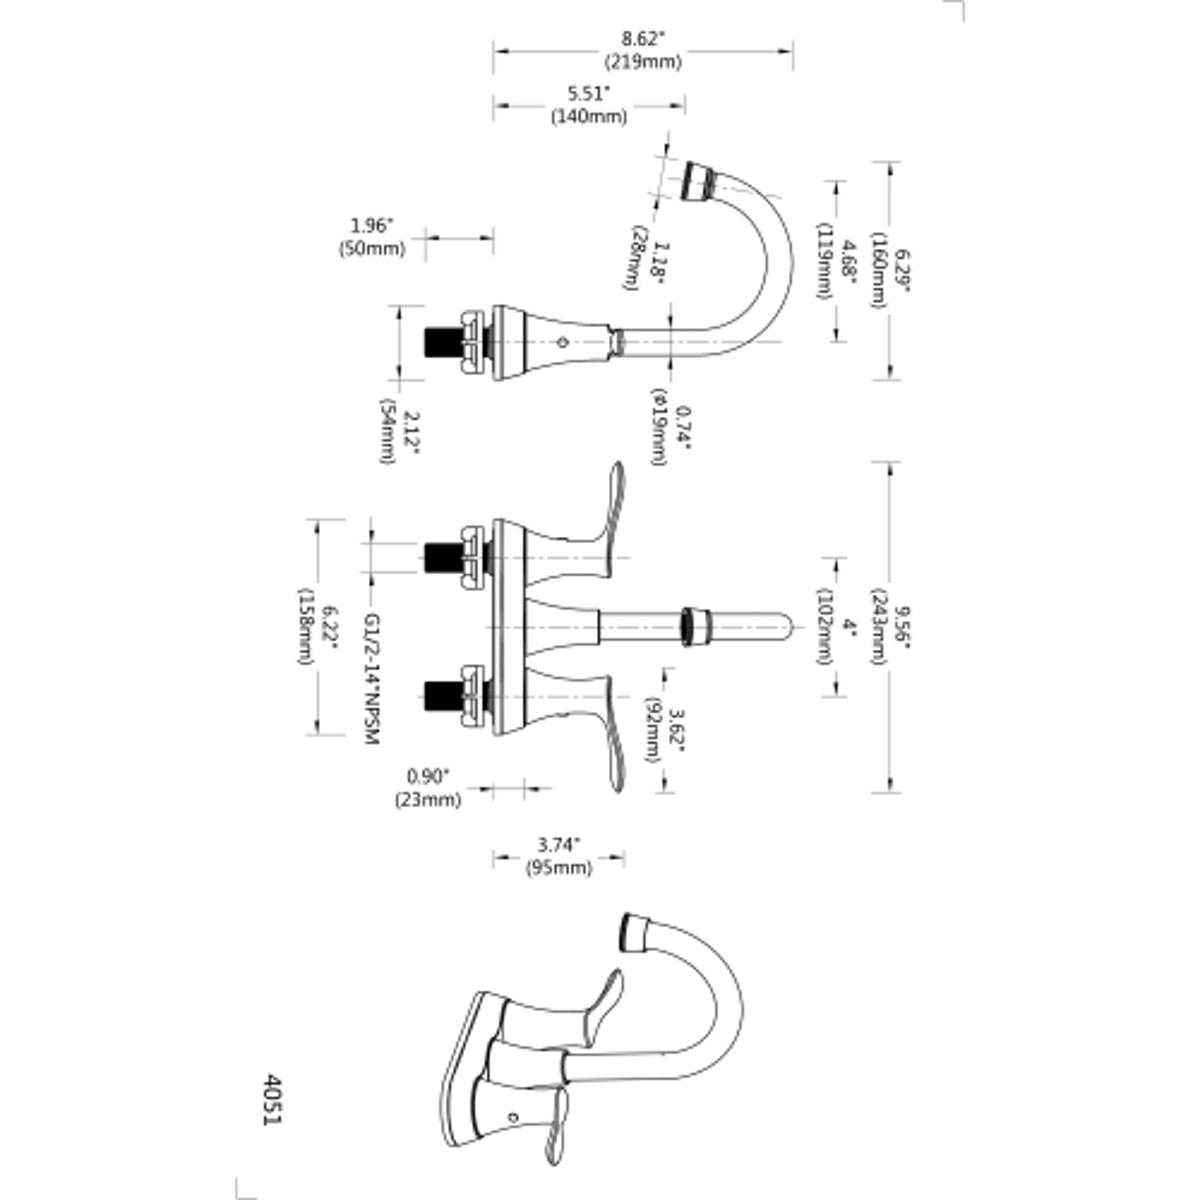 8.62"
(219mm)
5.51"
(140mm)
1.96"
(50mm)
1.18"
(28mm)
4.68"
(119mm)
6.29"
(160mm)
2.12"
(54mm)
0.74"
(ø19mm)
6.22"
(158mm)
G1/2-14"NPSM
4"
(102mm)
9.56"
(243mm)
3.62"
(92mm)
0.90"
(23mm)
3.74"
(95mm)
4051